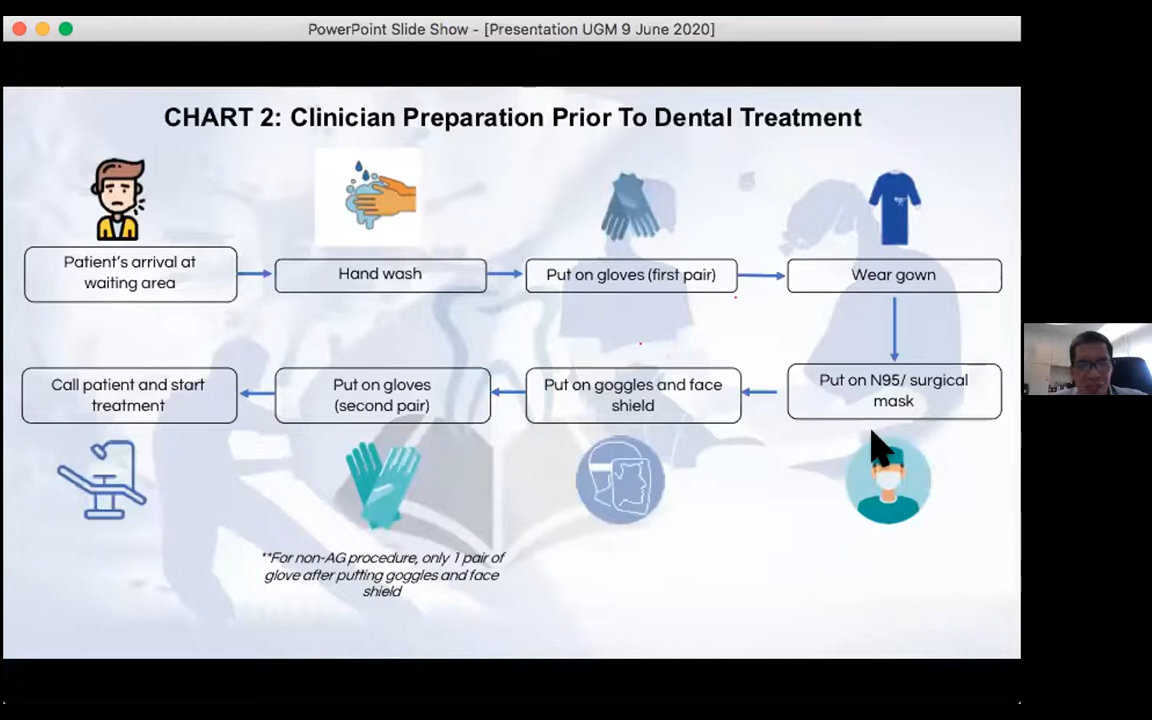 PowerPoint Slide Show - [Presentation UGM 9 June 2020]
CHART 2: Clinician Preparation Prior To Dental Treatment
Patient's arrival at
waiting area
Hand wash
Put on gloves (first pair)
Wear gown
Put on N95/ surgical
mask
Put on goggles and face
shield
Put on gloves
(second pair)
Call patient and start
treatment
**For non-AG procedure, only 1 pair of
glove after putting goggles and face
shield